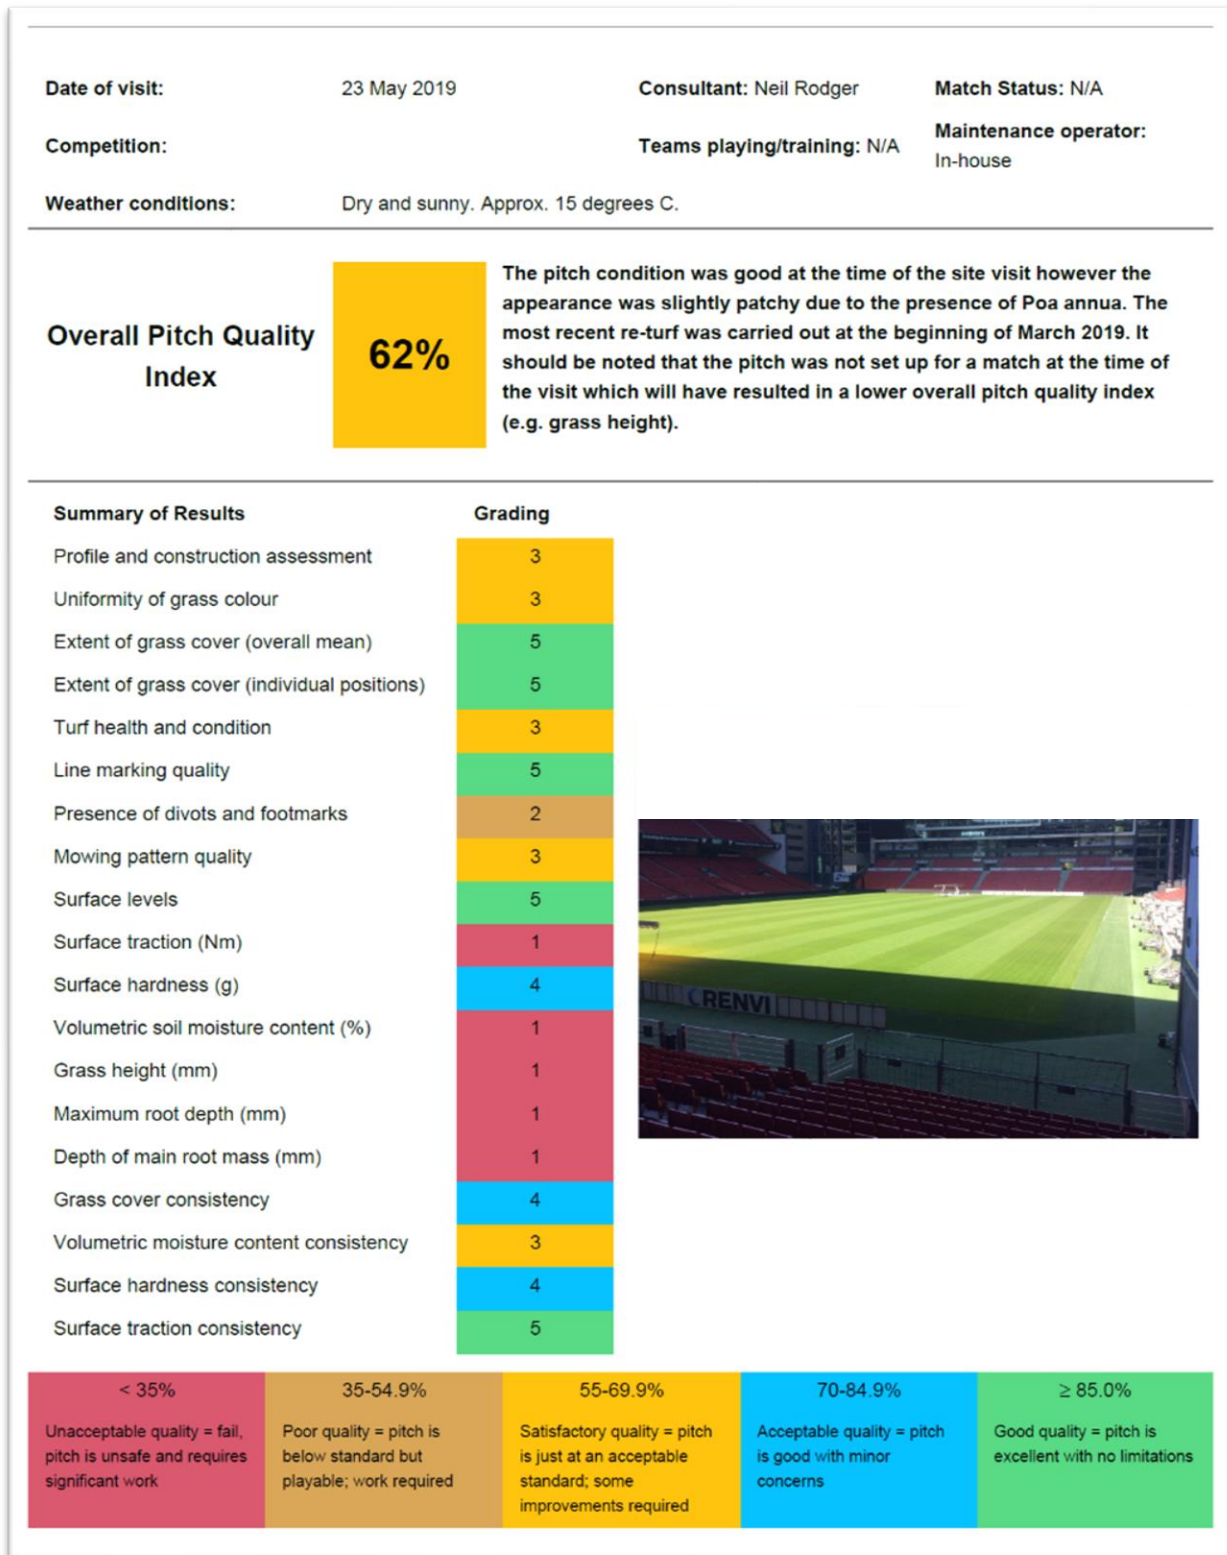 Date of visit: 23 May 2019 Consultant: Neil Rodger Match Status: N/A
Competition: Teams playing/training: N/A Maintenance operator:
In-house
Weather conditions: Dry and sunny. Approx. 15 degrees C.
Overall Pitch Quality
Index
62%
The pitch condition was good at the time of the site visit however the
appearance was slightly patchy due to the presence of Poa annua. The
most recent re-turf was carried out at the beginning of March 2019. It
should be noted that the pitch was not set up for a match at the time of
the visit which will have resulted in a lower overall pitch quality index
(e.g. grass height).
Summary of Results Grading
Profile and construction assessment 3
Uniformity of grass colour 3
Extent of grass cover (overall mean) 5
Extent of grass cover (individual positions) 5
Turf health and condition 3
Line marking quality 5
Presence of divots and footmarks 2
Mowing pattern quality 3
Surface levels 5
Surface traction (Nm) 1
Surface hardness (g) 4
Volumetric soil moisture content (%) 1
Grass height (mm) 1
Maximum root depth (mm) 1
Depth of main root mass (mm) 1
Grass cover consistency 4
Volumetric moisture content consistency 3
Surface hardness consistency 4
Surface traction consistency 5
CRENVI
< 35%
Unacceptable quality = fail,
pitch is unsafe and requires
significant work
35-54.9%
Poor quality = pitch is
below standard but
playable; work required
55-69.9%
Satisfactory quality = pitch
is just at an acceptable
standard; some
improvements required
70-84.9%
Acceptable quality = pitch
is good with minor
concerns
≥ 85.0%
Good quality = pitch is
excellent with no limitations